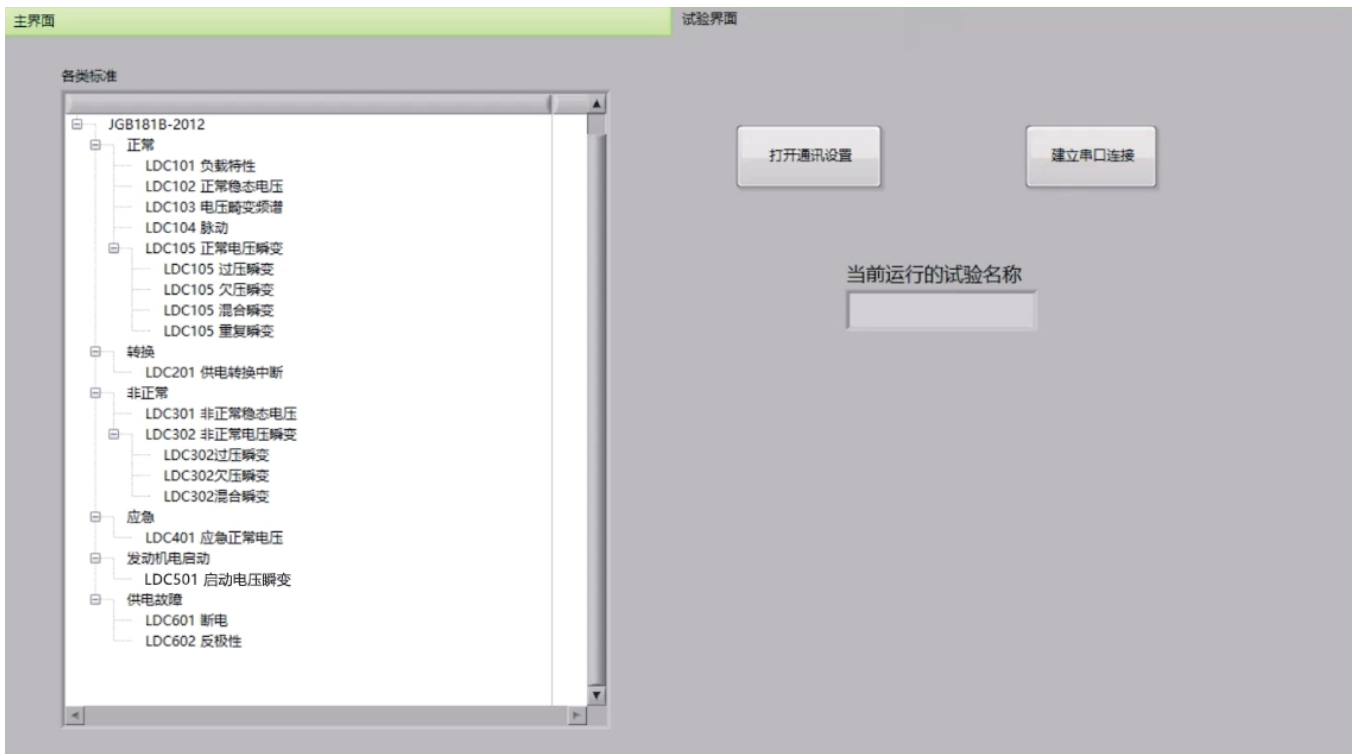 主界面
试验界面
各类标准
JGB181B-2012
正常
LDC101 负载特性
LDC102 正常稳态电压
LDC103 电压畸变频谱
LDC104 脉动
LDC105 正常电压瞬变
LDC105 过压瞬变
LDC105 欠压瞬变
LDC105 混合瞬变
LDC105 重复瞬变
转换
LDC201 供电转换中断
非正常
LDC301 非正常稳态电压
LDC302 非正常电压瞬变
LDC302过压瞬变
LDC302欠压瞬变
LDC302混合瞬变
应急
LDC401 应急正常电压
发动机电启动
LDC501 启动电压瞬变
供电故障
LDC601 断电
LDC602 反极性
打开通讯设置
建立串口连接
当前运行的试验名称